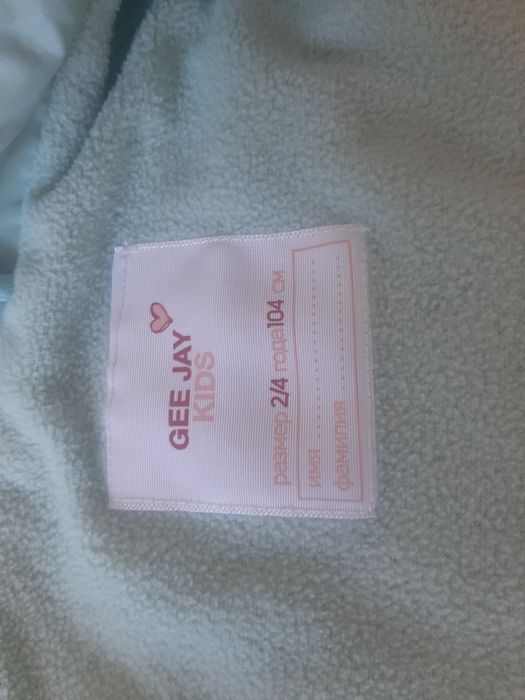 GEE JAY
KIDS
размер 2/4 года 104 см
имя
фамилия